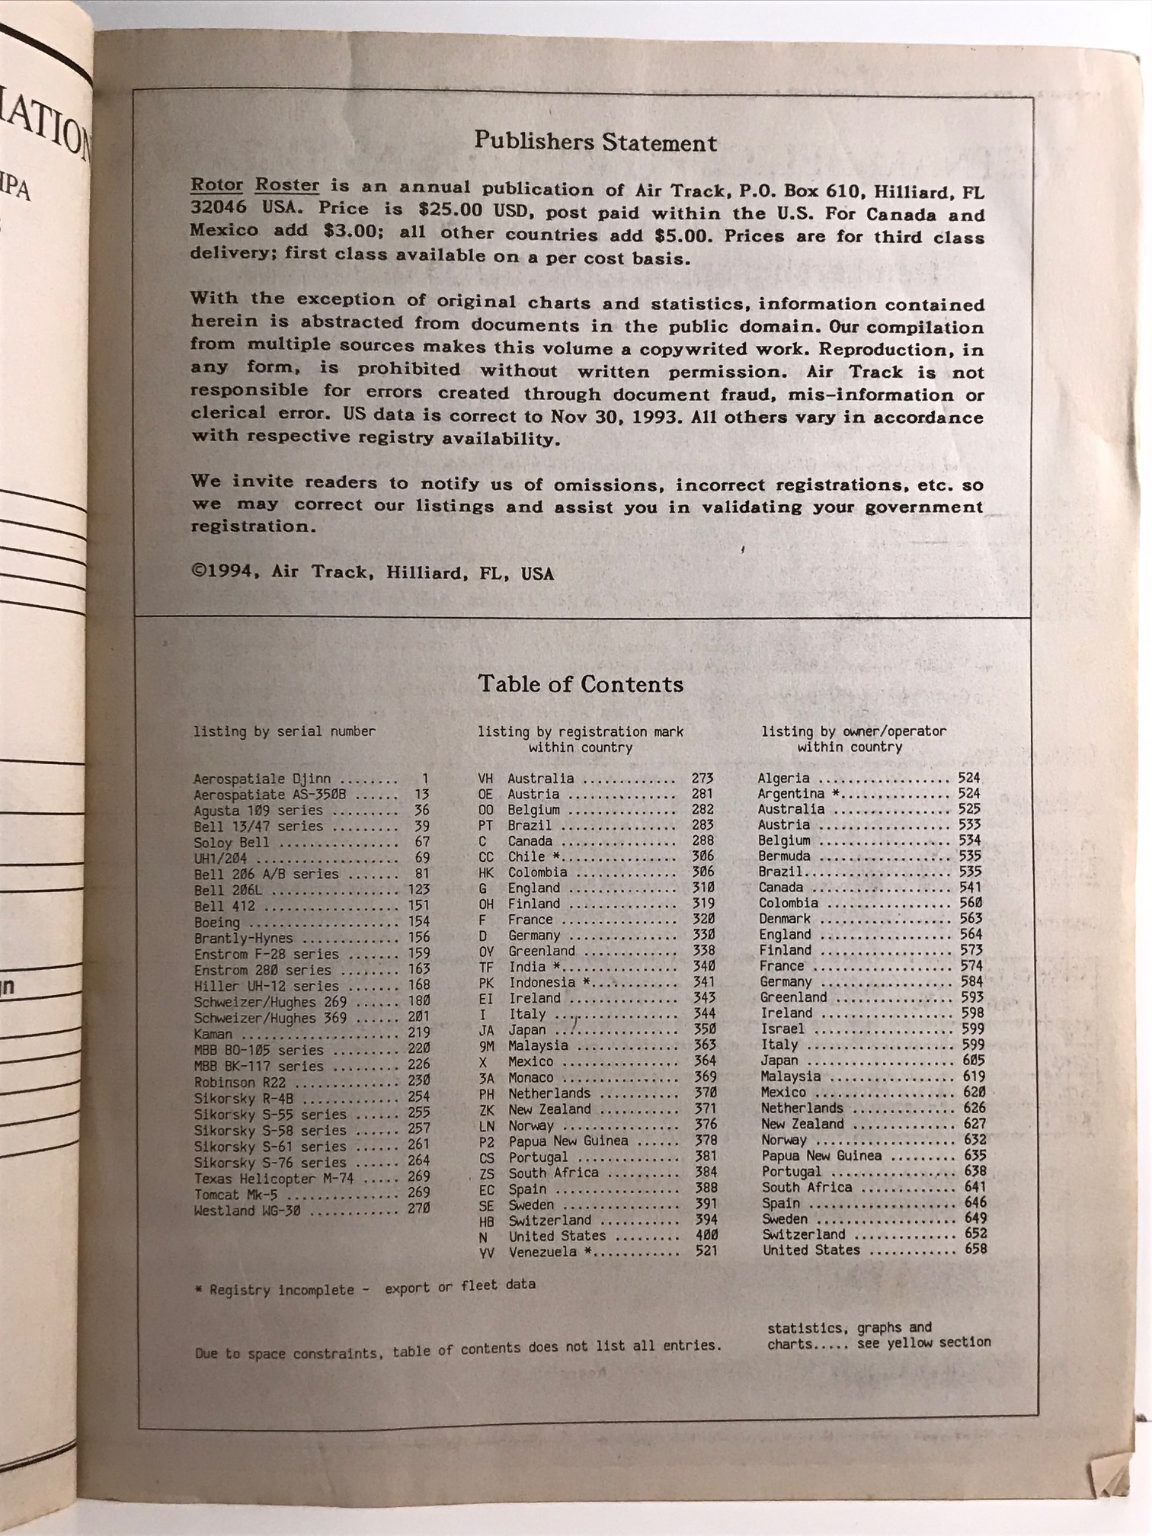 IATION
IPA
gn
Publishers Statement
Rotor Roster is an annual publication of Air Track, P.O. Box 610, Hilliard, FL
32046 USA. Price is $25.00 USD, post paid within the U.S. For Canada and
Mexico add $3.00; all other countries add $5.00. Prices are for third class
delivery; first class available on a per cost basis.
With the exception of original charts and statistics, information contained
herein is abstracted from documents in the public domain. Our compilation
from multiple sources makes this volume a copywrited work. Reproduction, in
any form, is prohibited without written permission. Air Track is not
responsible for errors created through document fraud, mis-information or
clerical error. US data is correct to Nov 30, 1993. All others vary in accordance
with respective registry availability.
We invite readers to notify us of omissions, incorrect registrations, etc. so
we may correct our listings and assist you in validating your government
registration.
©1994, Air Track, Hilliard, FL, USA
Table of Contents
listing by serial number
Aerospatiale Djinn ........ 1
Aerospatiate AS-350B ...... 13
Agusta 109 series ......... 36
Bell 13/47 series ......... 39
Soloy Bell ................ 67
UH1/204 ................... 69
Bell 206 A/B series ....... 81
Bell 206L ................. 123
Bell 412 .................. 151
Boeing .................... 154
Brantly-Hynes ............. 156
Enstrom F-28 series ....... 159
Enstrom 280 series ........ 163
Hiller UH-12 series ....... 168
Schweizer/Hughes 269 ...... 180
Schweizer/Hughes 369 ...... 201
Kaman ..................... 219
MBB BO-105 series ......... 220
MBB BK-117 series ......... 226
Robinson R22 .............. 230
Sikorsky R-4B ............. 254
Sikorsky S-55 series ...... 255
Sikorsky S-58 series ...... 257
Sikorsky S-61 series ...... 261
Sikorsky S-76 series ...... 264
Texas Helicopter M-74 ..... 269
Tomcat Mk-5 ............... 269
Westland WG-30 ............ 270
listing by registration mark
within country
VH Australia ............. 273
OE Austria ............... 281
OO Belgium ............... 282
PT Brazil ................ 283
C Canada ................ 288
CC Chile *............... 306
HK Colombia .............. 306
G England ............... 310
OH Finland ............... 319
F France ................ 320
D Germany ............... 330
OY Greenland ............. 338
TF India *............... 340
PK Indonesia *........... 341
EI Ireland ............... 343
I Italy ................. 344
JA Japan ................. 350
9M Malaysia .............. 363
X Mexico ................ 364
3A Monaco ................ 369
PH Netherlands ........... 370
ZK New Zealand ........... 371
LN Norway ................ 376
P2 Papua New Guinea ...... 378
CS Portugal .............. 381
ZS South Africa .......... 384
EC Spain ................. 388
SE Sweden ................ 391
HB Switzerland ........... 394
N United States ......... 400
YV Venezuela *........... 521
listing by owner/operator
within country
Algeria .................. 524
Argentina *............... 524
Australia ................ 525
Austria .................. 533
Belgium .................. 534
Bermuda .................. 535
Brazil.................... 535
Canada ................... 541
Colombia ................. 560
Denmark .................. 563
England .................. 564
Finland .................. 573
France ................... 574
Germany .................. 584
Greenland ................ 593
Ireland .................. 598
Israel ................... 599
Italy .................... 599
Japan .................... 605
Malaysia ................. 619
Mexico ................... 620
Netherlands .............. 626
New Zealand .............. 627
Norway ................... 632
Papua New Guinea ......... 635
Portugal ................. 638
South Africa ............. 641
Spain .................... 646
Sweden ................... 649
Switzerland .............. 652
United States ............ 658
* Registry incomplete - export or fleet data
Due to space constraints, table of contents does not list all entries.
statistics, graphs and
charts..... see yellow section